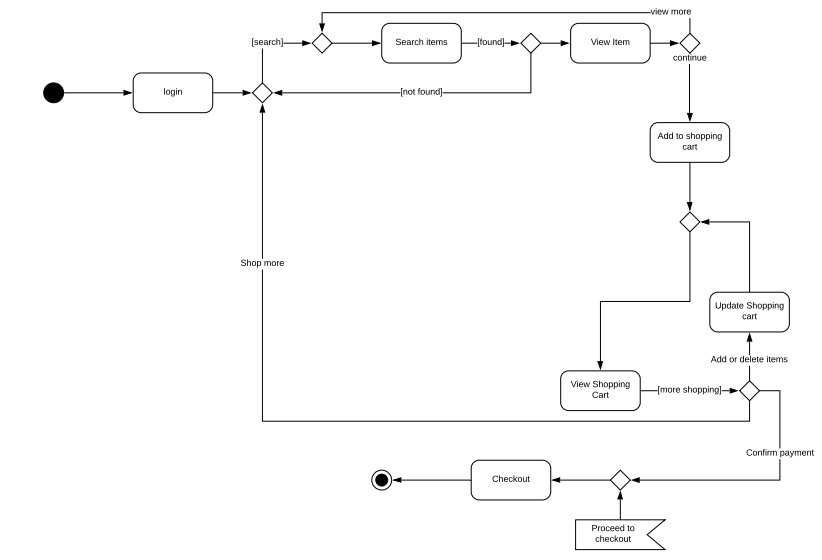 view more
[search]
Search items
[found]
View Item
continue
login
[not found]
Add to shopping
cart
Shop more
Update Shopping
cart
Add or delete items
View Shopping
Cart
[more shopping]
Confirm payment
Checkout
Proceed to
checkout